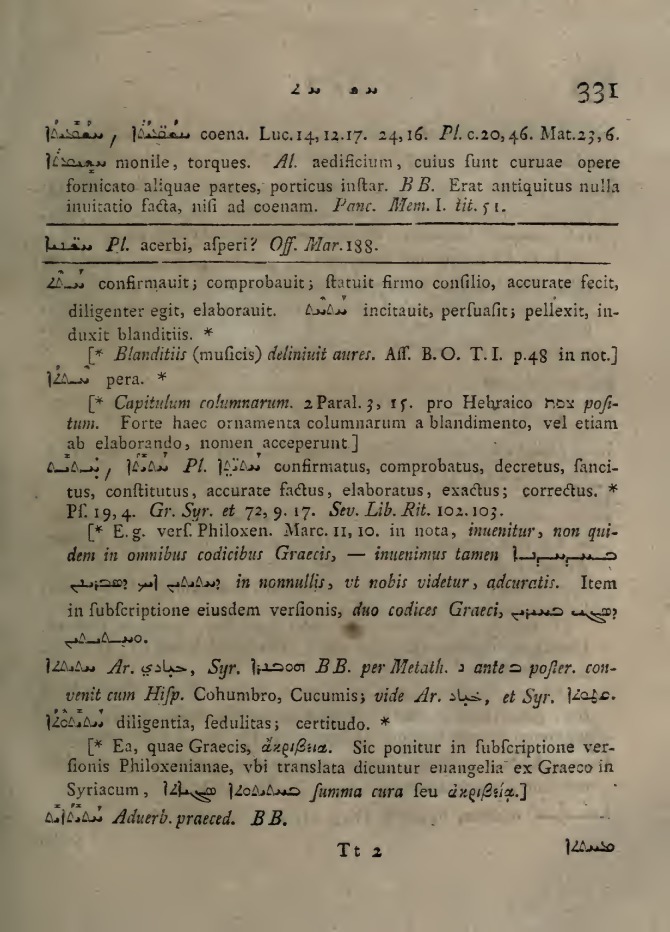 331
coena. Luc. 14, 12. 17. 24, 16. Pl. c. 20, 46. Mat. 23, 6.
monile, torques. Al. aedificium, cuius ſunt curuae opere
fornicato aliquae partes, porticus inſtar. B B. Erat antiquitus nulla
inuitatio facta, niſi ad coenam. Panc. Mem. I. tit. 51.
Pl. acerbi, aſperi? Off. Mar. 188.
confirmauit; comprobauit; ſtatuit firmo conſilio, accurate fecit,
diligenter egit, elaborauit. ܚܬܚܬ incitauit, perſuaſit; pellexit, in-
duxit blanditiis. *
[* Blanditiis (muſicis) deliniuit aures. Aſſ. B. O. T. I. p. 48 in not.]
pera. *
[* Capitulum columnarum. 2 Paral. 3, 15. pro Hebraico צפת poſi-
tum. Forte haec ornamenta columnarum a blandimento, vel etiam
ab elaborando, nomen acceperunt]
ܚܬܝܬ, ܚܬܝܬܐ Pl. ܚܬܝܬܐ confirmatus, comprobatus, decretus, ſanci-
tus, conſtitutus, accurate factus, elaboratus, exactus; correctus. *
Pſ. 19, 4. Gr. Syr. et 72, 9. 17. Sev. Lib. Rit. 102. 103.
[* E. g. verſ. Philoxen. Marc. 11, 10. in nota, inuenitur, non qui-
dem in omnibus codicibus Graecis, — inuenimus tamen
in nonnullis, vt nobis videtur, adcuratis. Item
in ſubſcriptione eiusdem verſionis, duo codices Graeci,
Ar. Syr. B B. per Metath. ante ܒ poſter. con-
venit cum Hiſp. Cohumbro, Cucumis; vide Ar. et Syr.
ܚܬܝܬܘܬܐ diligentia, ſedulitas; certitudo. *
[* Ea, quae Graecis, ἀκρίβεια. Sic ponitur in ſubſcriptione ver-
ſionis Philoxenianae, vbi translata dicuntur euangelia ex Graeco in
Syriacum, ܒܚܬܝܬܘܬܐ ܣܓܝܐܬܐ ſumma cura ſeu ἀκριβεία.]
ܚܬܝܬܐܝܬ Aduerb. praeced. B B.
Tt 2